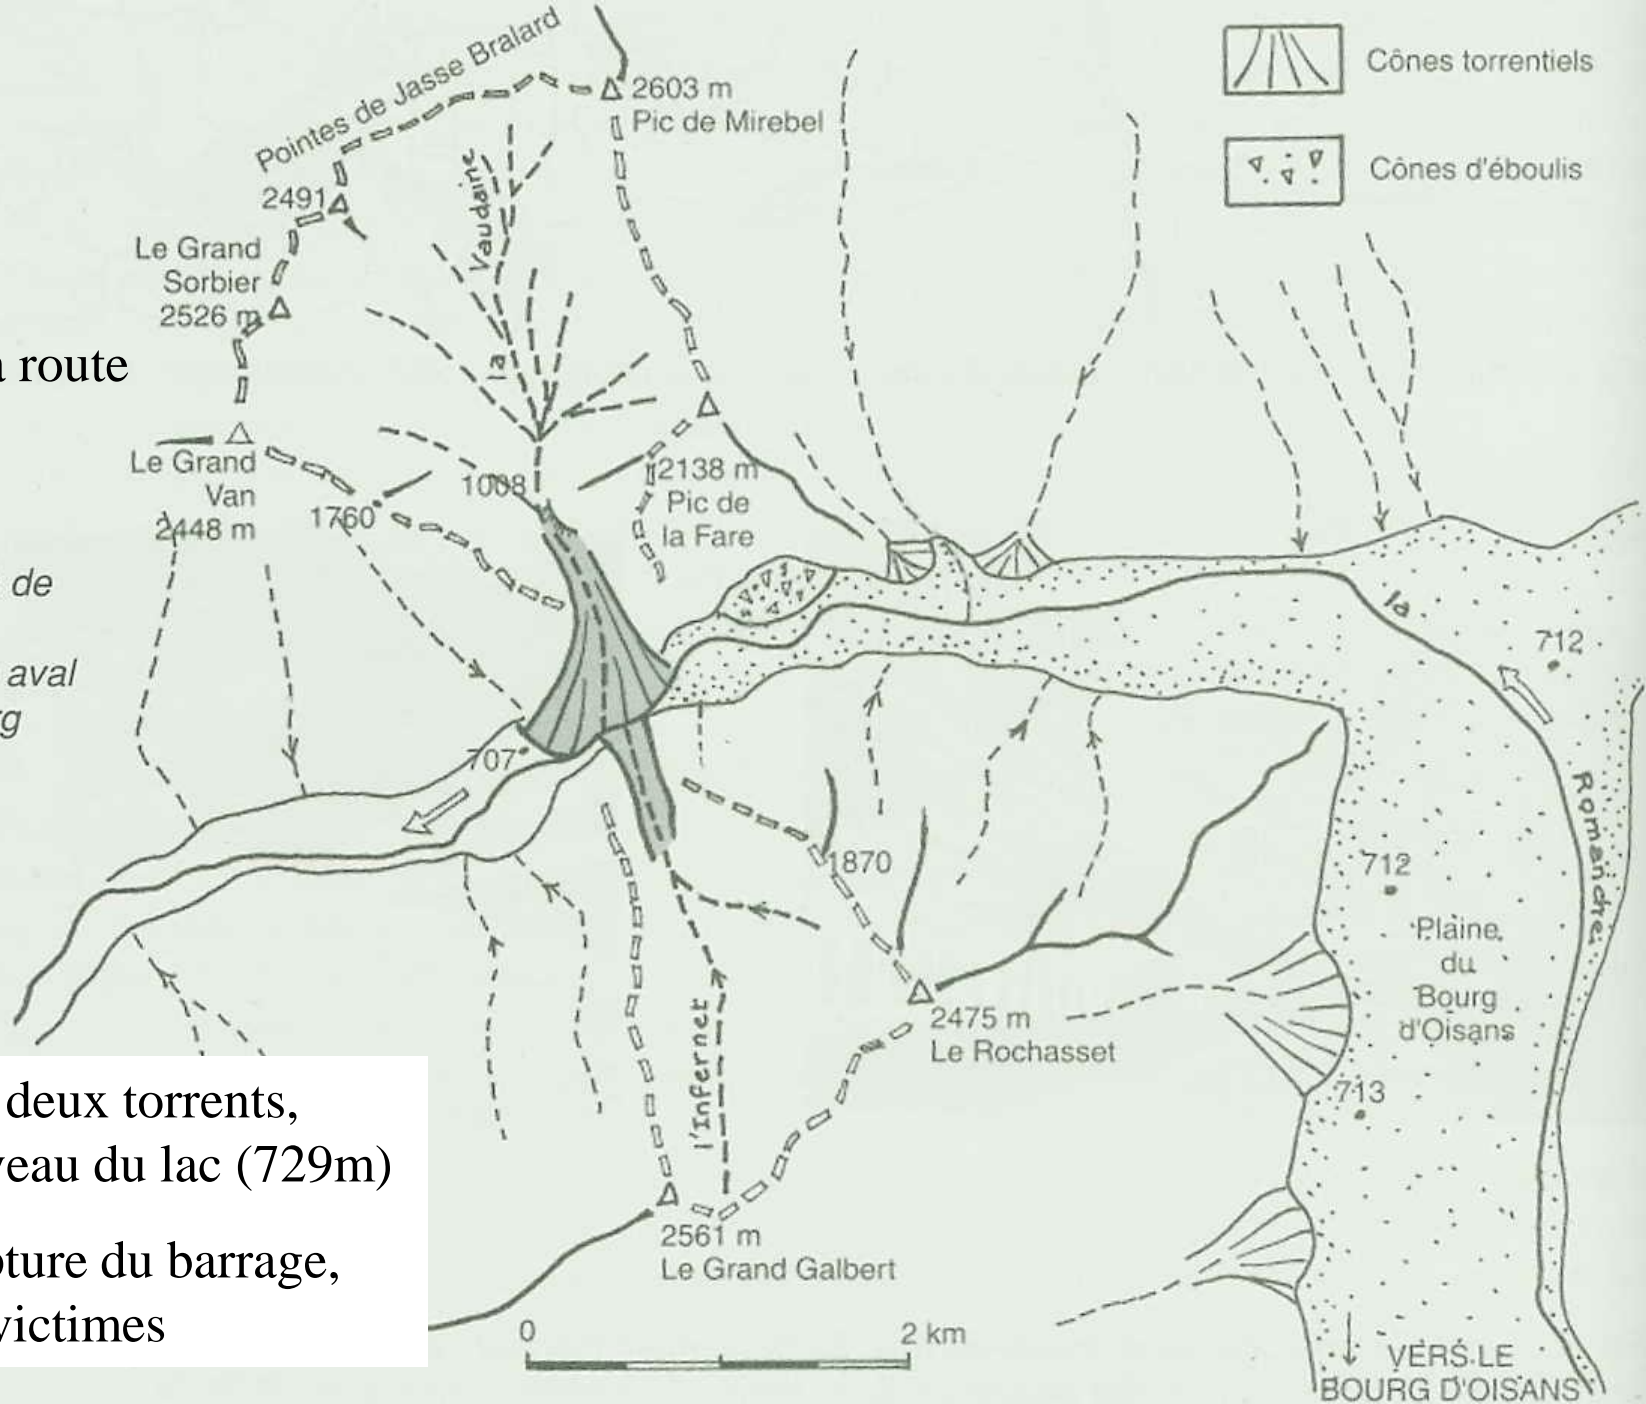 Pointes de Jasse Bralard
2603 m
Pic de Mirebel
Cônes torrentiels
Cônes d'éboulis
la Vaudaine
2491
Le Grand
Sorbier
2526 m
a route
Le Grand
Van
2448 m
1760
1008
2138 m
Pic de
la Fare
de
aval
g
707
la Romanche
712
712
Plaine
du
Bourg
d'Oisans
713
1870
2475 m
Le Rochasset
l'Infernet
deux torrents,
veau du lac (729m)
pture du barrage,
victimes
2561 m
Le Grand Galbert
0 2 km
VERS LE
BOURG D'OISANS